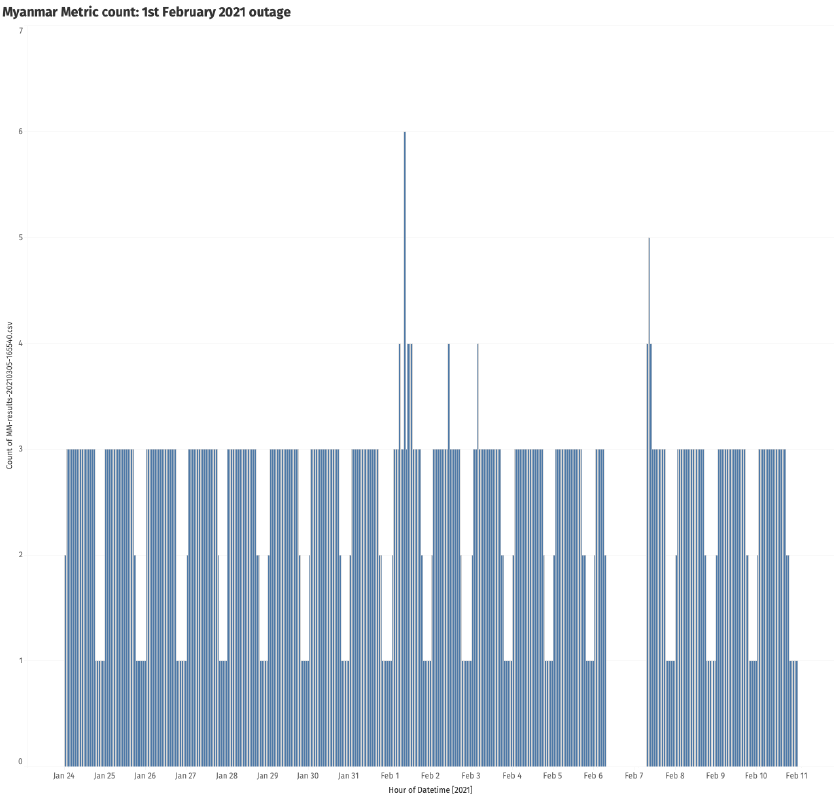 Myanmar Metric count: 1st February 2021 outage
7
6
5
4
3
2
1
0
Count of MM-results-20210305-165540.csv
Jan 24 Jan 25 Jan 26 Jan 27 Jan 28 Jan 29 Jan 30 Jan 31 Feb 1 Feb 2 Feb 3 Feb 4 Feb 5 Feb 6 Feb 7 Feb 8 Feb 9 Feb 10 Feb 11
Hour of Datetime [2021]